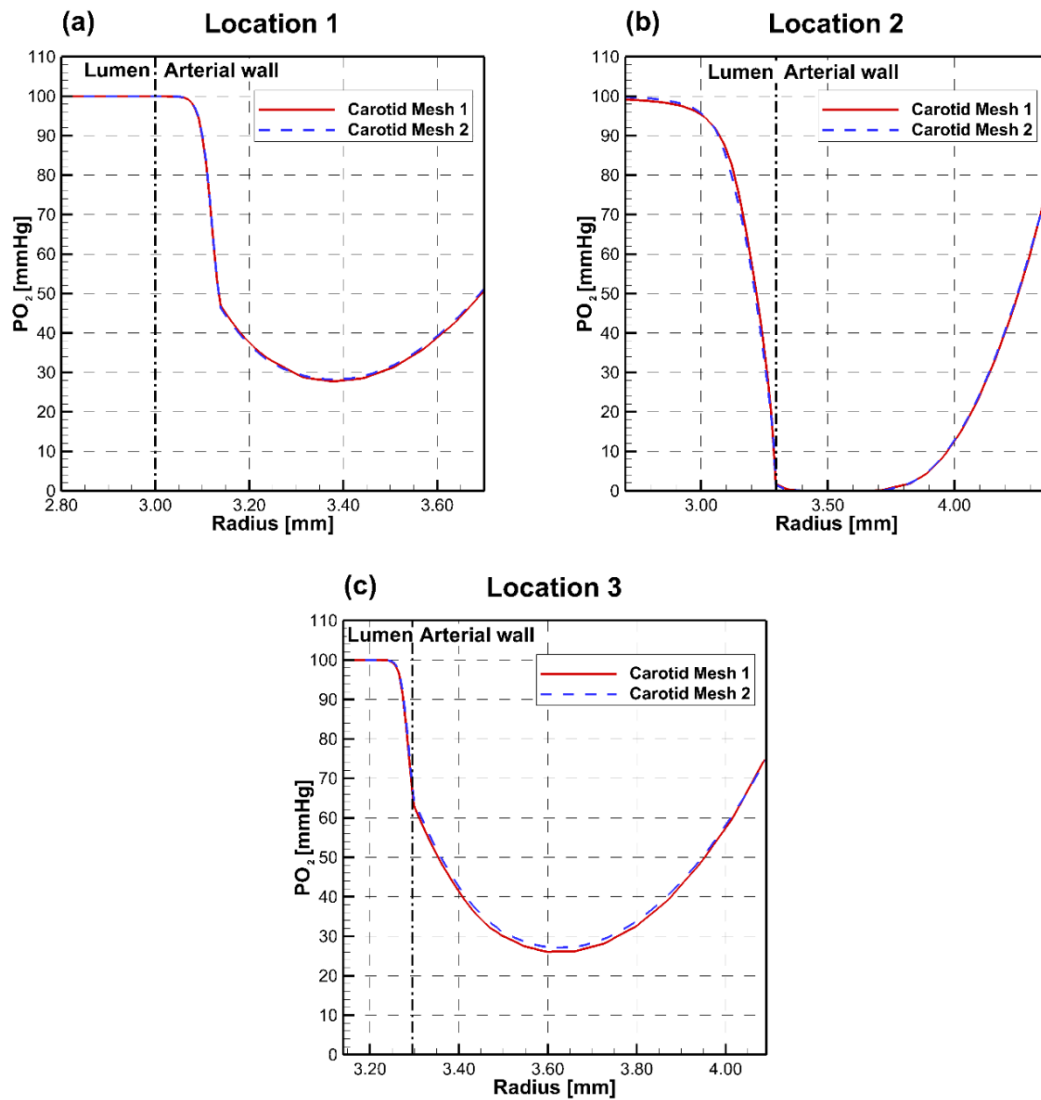 (a) Location 1
110
100
90
80
70
60
50
40
30
20
10
0
PO₂ [mmHg]
Lumen Arterial wall
Carotid Mesh 1
Carotid Mesh 2
2.80 3.00 3.20 3.40 3.60
Radius [mm]
(b) Location 2
110
100
90
80
70
60
50
40
30
20
10
0
PO₂ [mmHg]
Lumen Arterial wall
Carotid Mesh 1
Carotid Mesh 2
3.00 3.50 4.00
Radius [mm]
(c) Location 3
110
100
90
80
70
60
50
40
30
20
10
0
PO₂ [mmHg]
Lumen Arterial wall
Carotid Mesh 1
Carotid Mesh 2
3.20 3.40 3.60 3.80 4.00
Radius [mm]